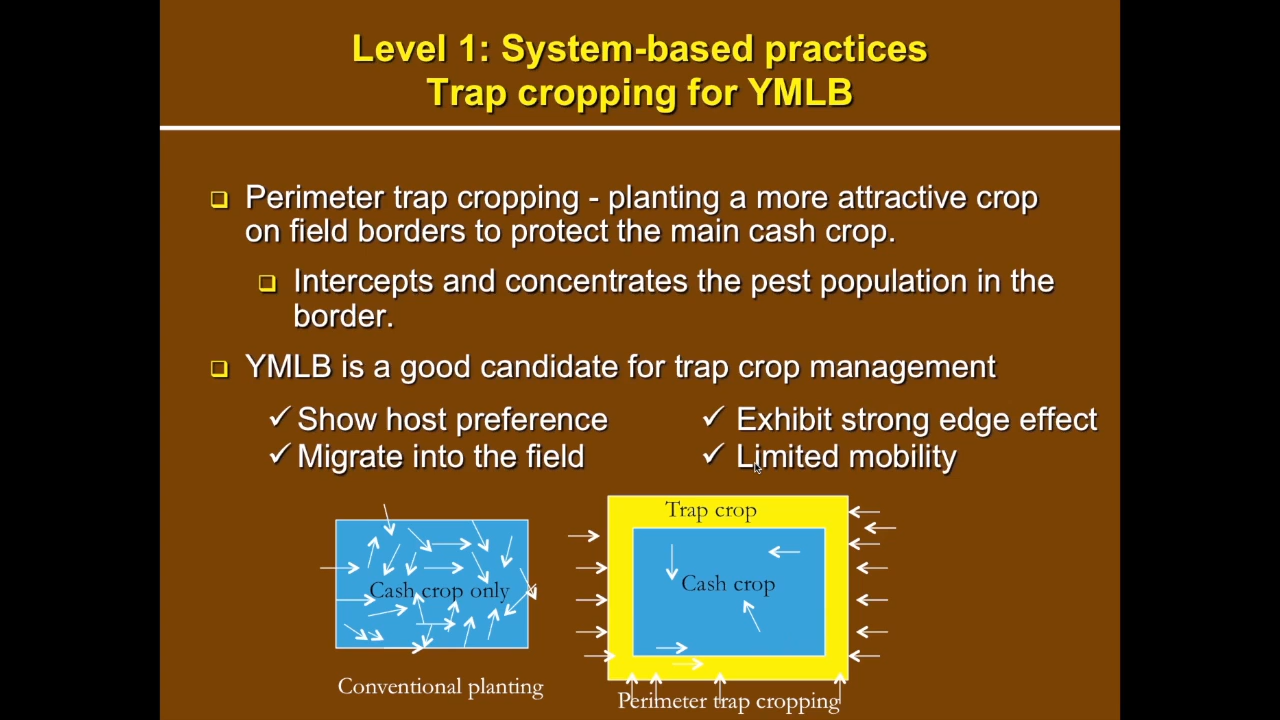 Level 1: System-based practices
Trap cropping for YMLB
Perimeter trap cropping - planting a more attractive crop
on field borders to protect the main cash crop.
Intercepts and concentrates the pest population in the
border.
YMLB is a good candidate for trap crop management
✓ Show host preference
✓ Migrate into the field
✓ Exhibit strong edge effect
✓ Limited mobility
Cash crop only
Conventional planting
Trap crop
Cash crop
Perimeter trap cropping